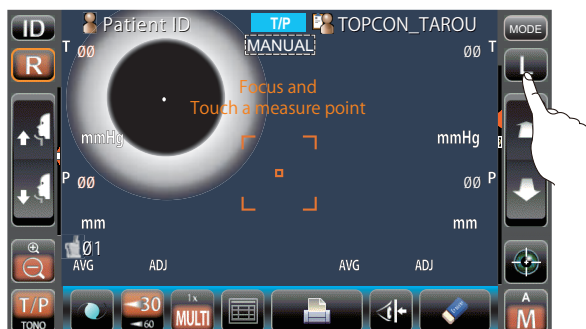 ID
Patient ID
T/P
TOPCON_TAROU
MODE
R
T
00
MANUAL
00
T
L
Focus and
Touch a measure point
mmHg
mmHg
P
00
00
P
mm
mm
01
AVG
ADJ
AVG
ADJ
T/P
TONO
30
60
1x
MULTI
A
M